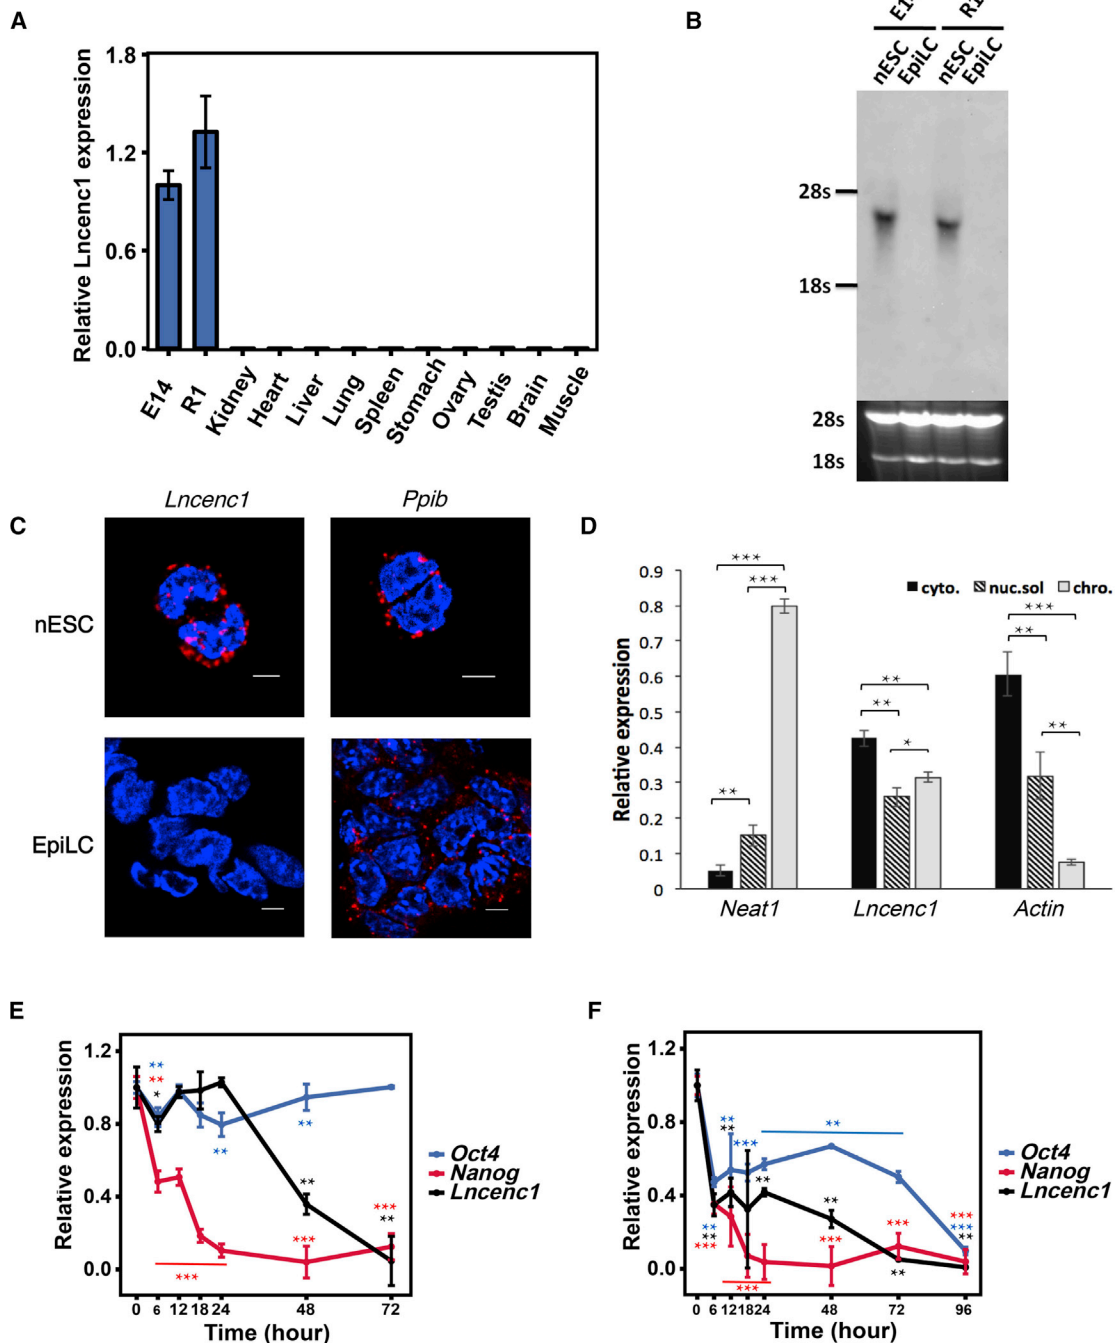 A
Relative Lncenc1 expression
1.8
1.2
0.6
0.0
E14
R1
Kidney
Heart
Liver
Lung
Spleen
Stomach
Ovary
Testis
Brain
Muscle
B
nESC
EpiLC
nESC
EpiLC
28s
18s
28s
18s
C
Lncenc1
Ppib
nESC
EpiLC
D
Relative expression
0.9
0.8
0.7
0.6
0.5
0.4
0.3
0.2
0.1
0
cyto. nuc.sol chro.
***
***
**
**
**
*
***
**
**
Neat1
Lncenc1
Actin
E
Relative expression
1.2
0.8
0.4
0.0
**
**
*
**
**
**
***
***
***
**
0 6 12 18 24 48 72
Time (hour)
Oct4
Nanog
Lncenc1
F
Relative expression
1.2
0.8
0.4
0.0
**
**
***
**
**
***
***
**
**
**
***
***
**
***
***
**
0 6 12 18 24 48 72 96
Time (hour)
Oct4
Nanog
Lncenc1